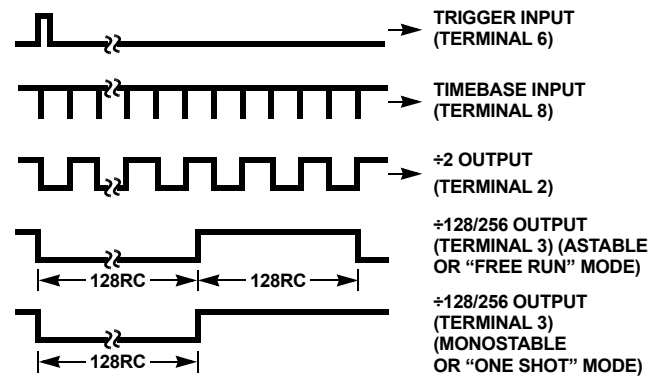 TRIGGER INPUT
(TERMINAL 6)
TIMEBASE INPUT
(TERMINAL 8)
÷2 OUTPUT
(TERMINAL 2)
÷128/256 OUTPUT
(TERMINAL 3) (ASTABLE
OR “FREE RUN” MODE)
128RC
128RC
÷128/256 OUTPUT
(TERMINAL 3)
(MONOSTABLE
OR “ONE SHOT” MODE)
128RC